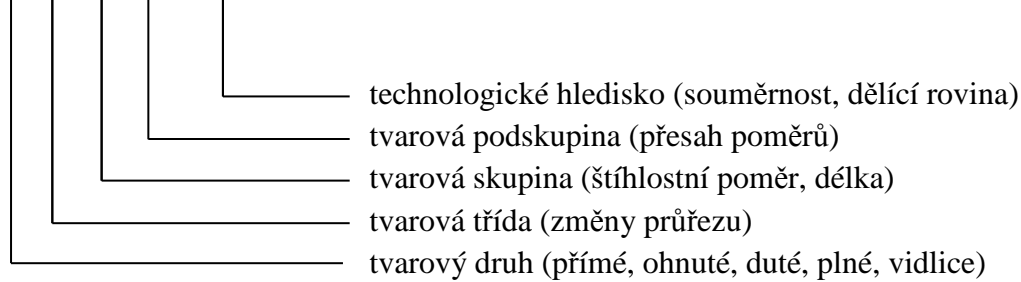 technologické hledisko (souměrnost, dělící rovina)
tvarová podskupina (přesah poměrů)
tvarová skupina (štíhlostní poměr, délka)
tvarová třída (změny průřezu)
tvarový druh (přímé, ohnuté, duté, plné, vidlice)